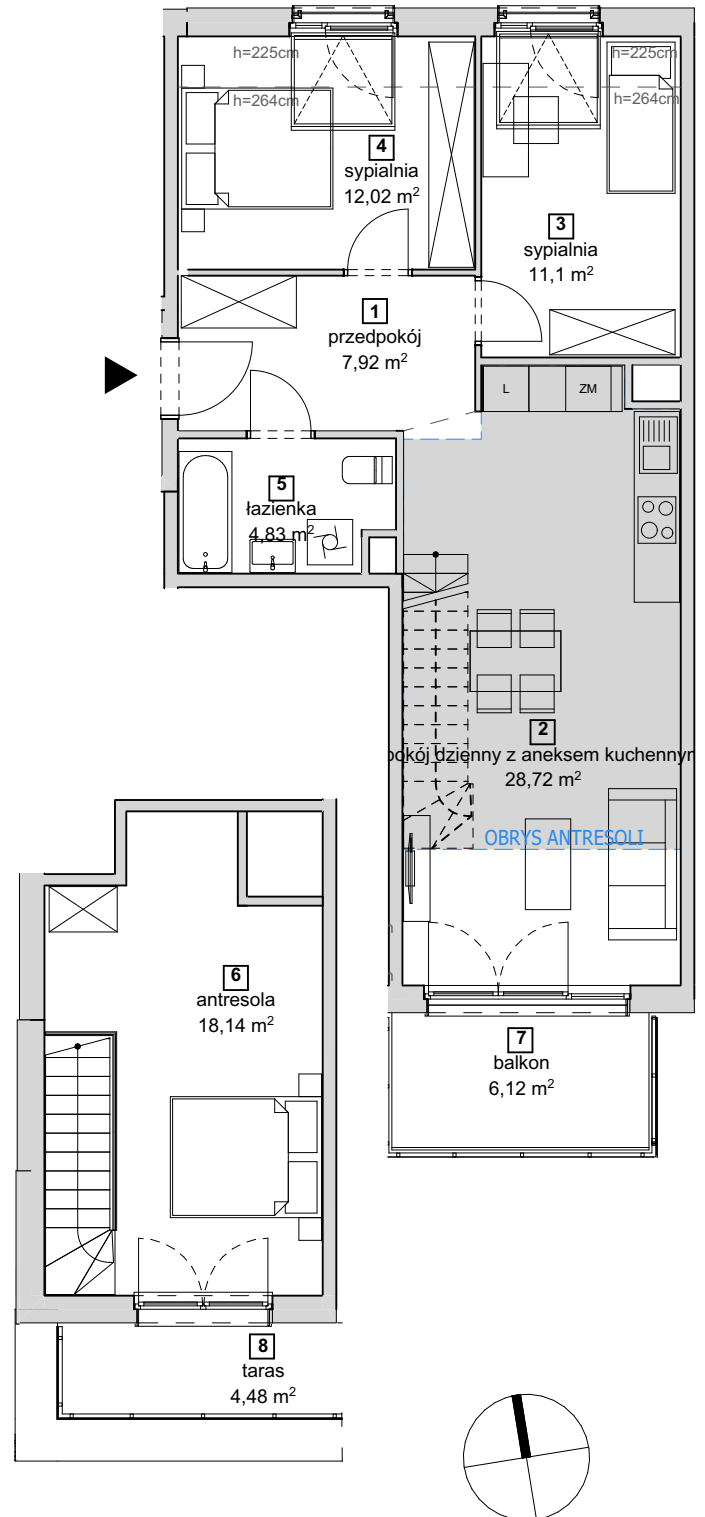 h=225cm
h=264cm
4
sypialnia
12,02 m²
h=225cm
h=264cm
3
sypialnia
11,1 m²
1
przedpokój
7,92 m²
L
ZM
5
łazienka
4,83 m²
2
pokój dzienny z aneksem kuchennym
28,72 m²
OBRYS ANTRESOLI
6
antresola
18,14 m²
7
balkon
6,12 m²
8
taras
4,48 m²